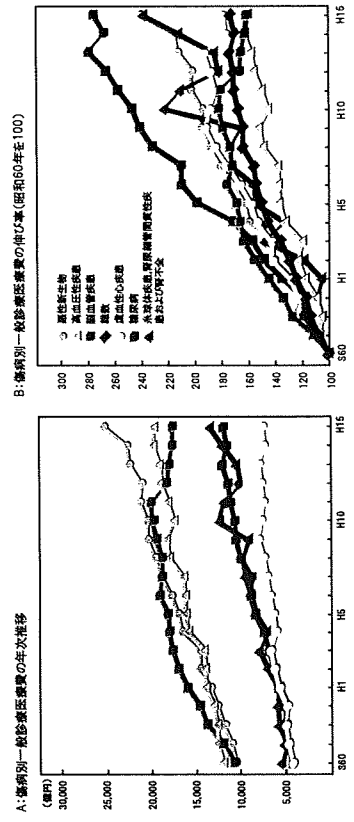 A:傷病別一般診療医療費の年次推移
(億円)
30,000
25,000
20,000
15,000
10,000
5,000
S60
H1
H5
H10
H15
B:傷病別一般診療医療費の伸び率(昭和60年を100)
300
280
260
240
220
200
180
160
140
120
100
S60
H1
H5
H10
H15
悪性新生物
高血圧性疾患
脳血管疾患
総数
虚血性心疾患
糖尿病
糸球体疾患,腎尿細管間質性疾
患および腎不全